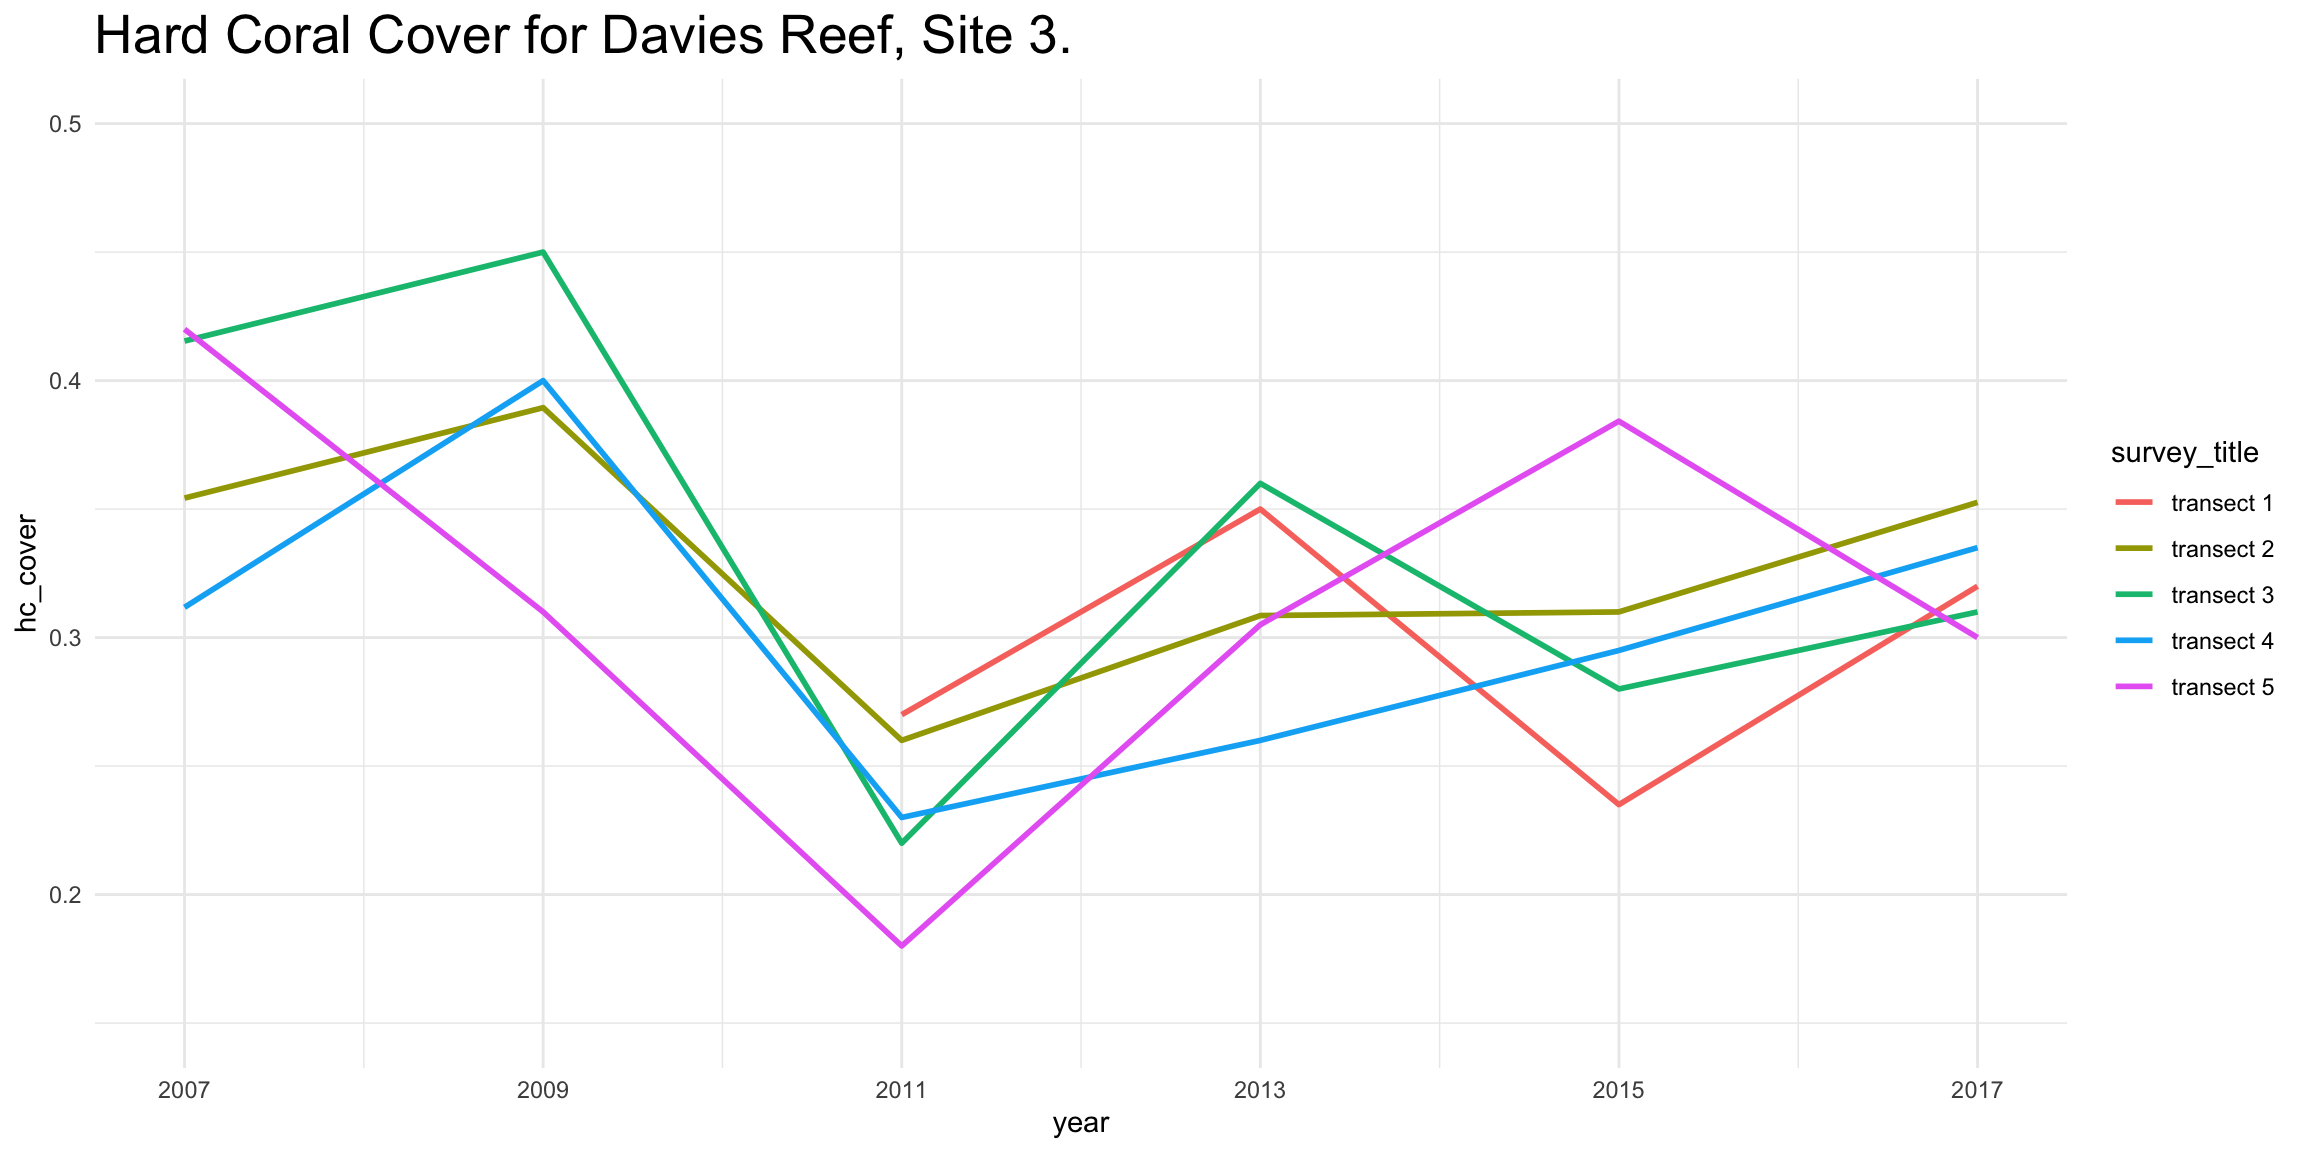 Hard Coral Cover for Davies Reef, Site 3.
0.5
0.4
0.3
0.2
hc_cover
2007 2009 2011 2013 2015 2017
year
survey_title
transect 1
transect 2
transect 3
transect 4
transect 5